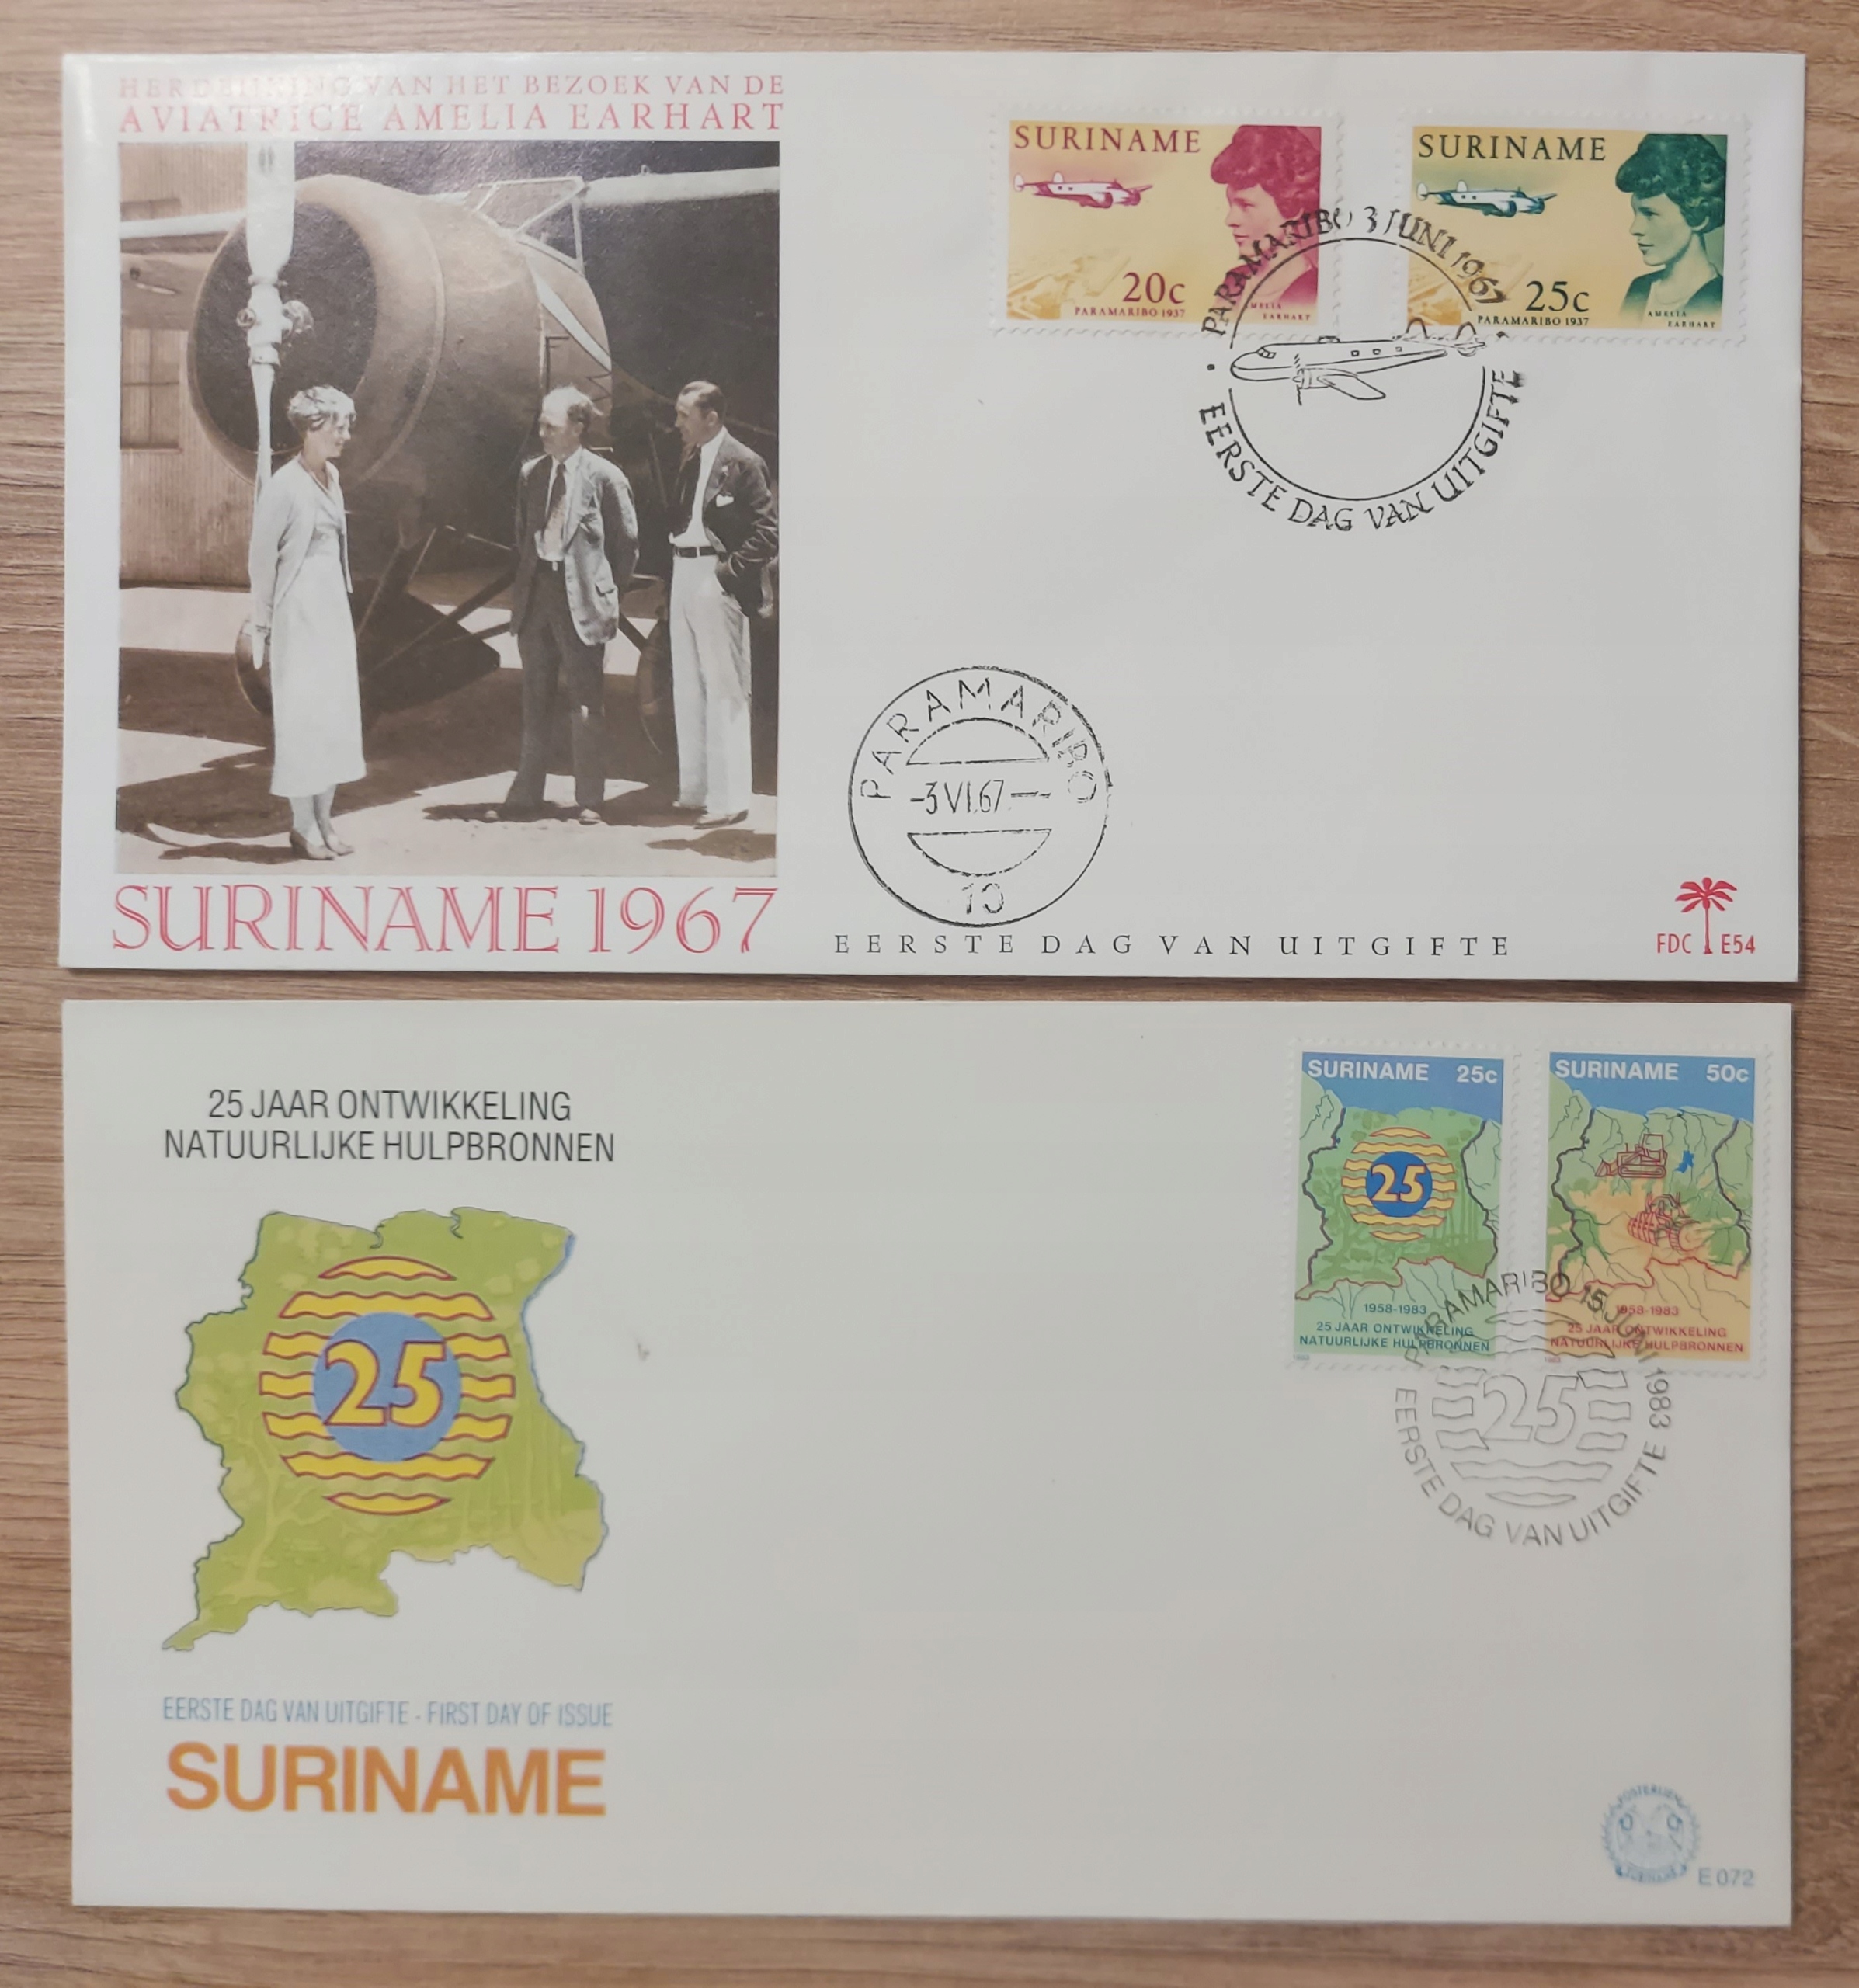 HERDENKING VAN HET BEZOEK VAN DE
AVIATRICE AMELIA EARHART
SURINAME
20c
PARAMARIBO 1937
AMELIA
EARHART
SURINAME
25c
PARAMARIBO 1937
AMELIA
EARHART
PARAMARIBO 3 JUNI 1967
EERSTE DAG VAN UITGIFTE
PARAMARIBO
-3 VI.67-
10
SURINAME 1967
EERSTE DAG VAN UITGIFTE
FDC E54
25 JAAR ONTWIKKELING
NATUURLIJKE HULPBRONNEN
25
EERSTE DAG VAN UITGIFTE - FIRST DAY OF ISSUE
SURINAME
SURINAME 25c
25
1958-1983
25 JAAR ONTWIKKELING
NATUURLIJKE HULPBRONNEN
SURINAME 50c
1958-1983
25 JAAR ONTWIKKELING
NATUURLIJKE HULPBRONNEN
PARAMARIBO 15 JUNI 1983
25
EERSTE DAG VAN UITGIFTE
E 072